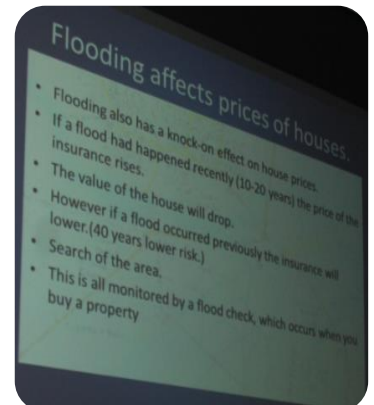 Flooding affects prices of houses.
• Flooding also has a knock-on effect on house prices.
• If a flood had happened recently (10-20 years) the price of the
insurance rises.
• The value of the house will drop.
• However if a flood occurred previously the insurance will
lower.(40 years lower risk.)
• Search of the area.
• This is all monitored by a flood check, which occurs when you
buy a property